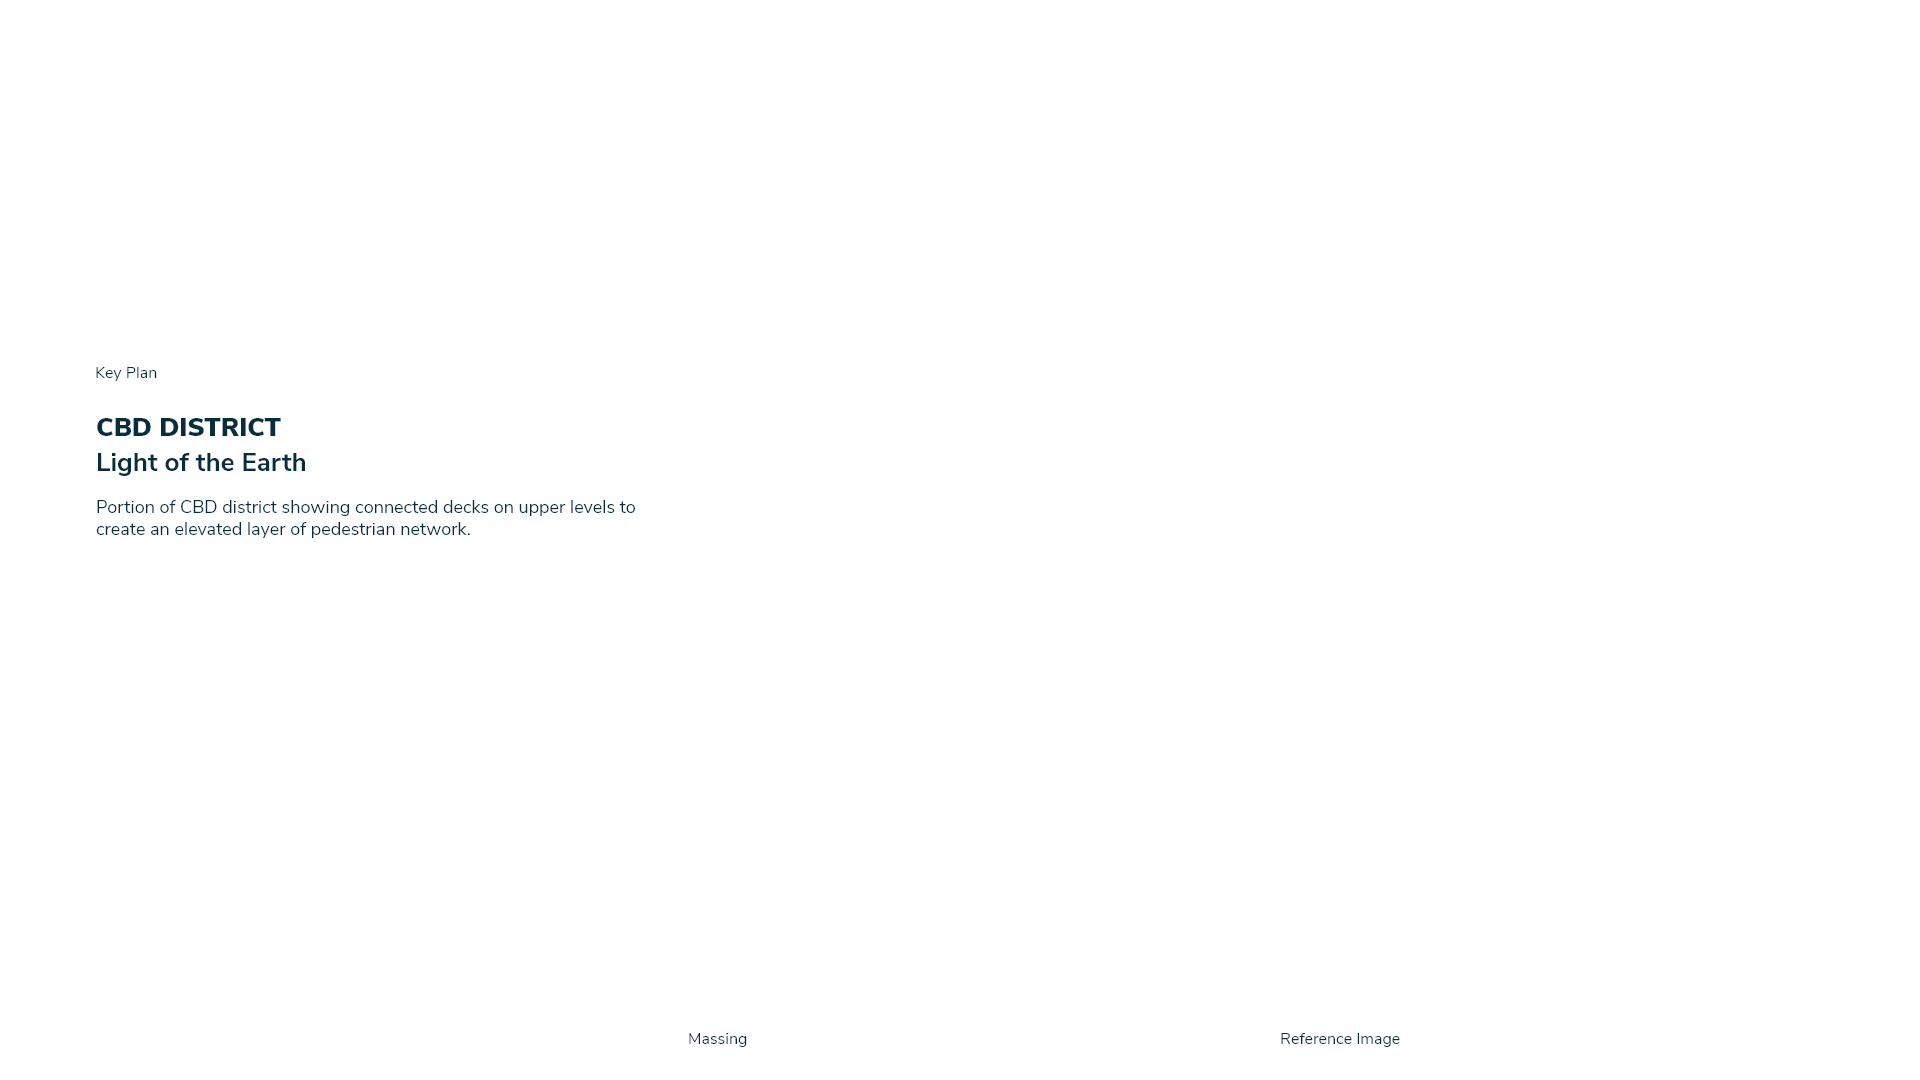 Key Plan
CBD DISTRICT
Light of the Earth
Portion of CBD district showing connected decks on upper levels to
create an elevated layer of pedestrian network.
Massing
Reference Image